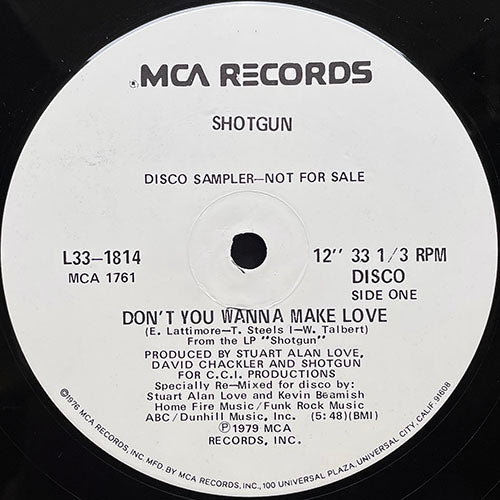 MCA RECORDS
SHOTGUN
DISCO SAMPLER—NOT FOR SALE
L33-1814
MCA 1761
12" 33 1/3 RPM
DISCO
SIDE ONE
DON'T YOU WANNA MAKE LOVE
(E. Lattimore—T. Steels I—W. Talbert)
From the LP "Shotgun"
PRODUCED BY STUART ALAN LOVE,
DAVID CHACKLER AND SHOTGUN
FOR C.C.I. PRODUCTIONS
Specially Re—Mixed for disco by:
Stuart Alan Love and Kevin Beamish
Home Fire Music/Funk Rock Music
ABC/Dunhill Music, Inc. (5:48)(BMI)
Ⓟ1979 MCA
RECORDS, INC.
©1976 MCA RECORDS, INC. MFD. BY MCA RECORDS, INC., 100 UNIVERSAL PLAZA, UNIVERSAL CITY, CALIF. 91608